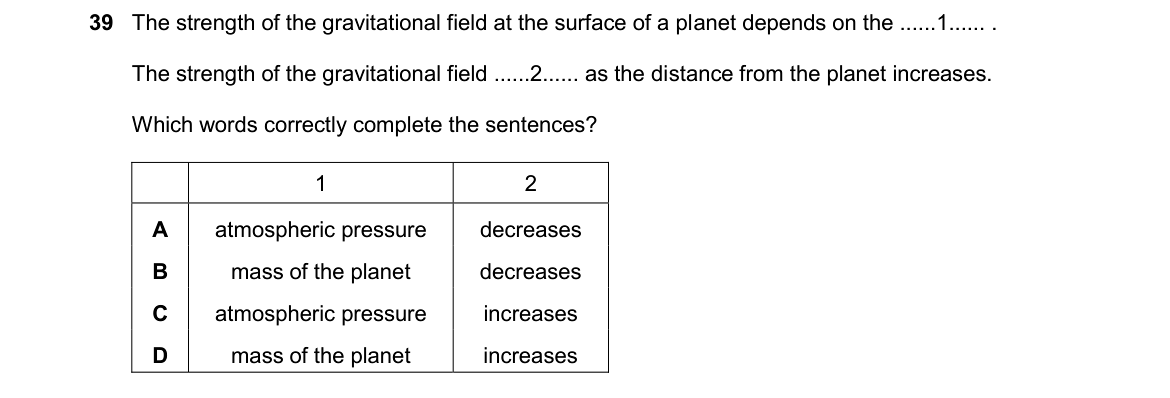 39 The strength of the gravitational field at the surface of a planet depends on the ......1...... .
The strength of the gravitational field ......2...... as the distance from the planet increases.
Which words correctly complete the sentences?
1 2
A atmospheric pressure decreases
B mass of the planet decreases
C atmospheric pressure increases
D mass of the planet increases